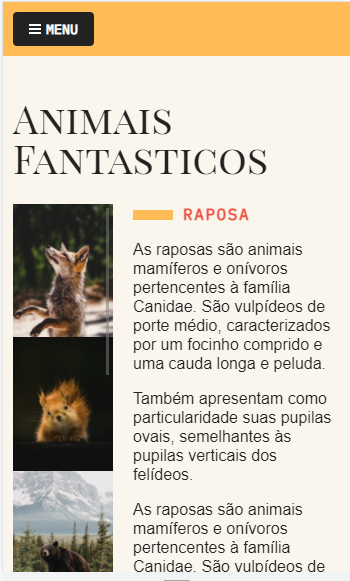 MENU
ANIMAIS
FANTASTICOS
RAPOSA
As raposas são animais
mamíferos e onívoros
pertencentes à família
Canidae. São vulpídeos de
porte médio, caracterizados
por um focinho comprido e
uma cauda longa e peluda.
Também apresentam como
particularidade suas pupilas
ovais, semelhantes às
pupilas verticais dos
felídeos.
As raposas são animais
mamíferos e onívoros
pertencentes à família
Canidae. São vulpídeos de